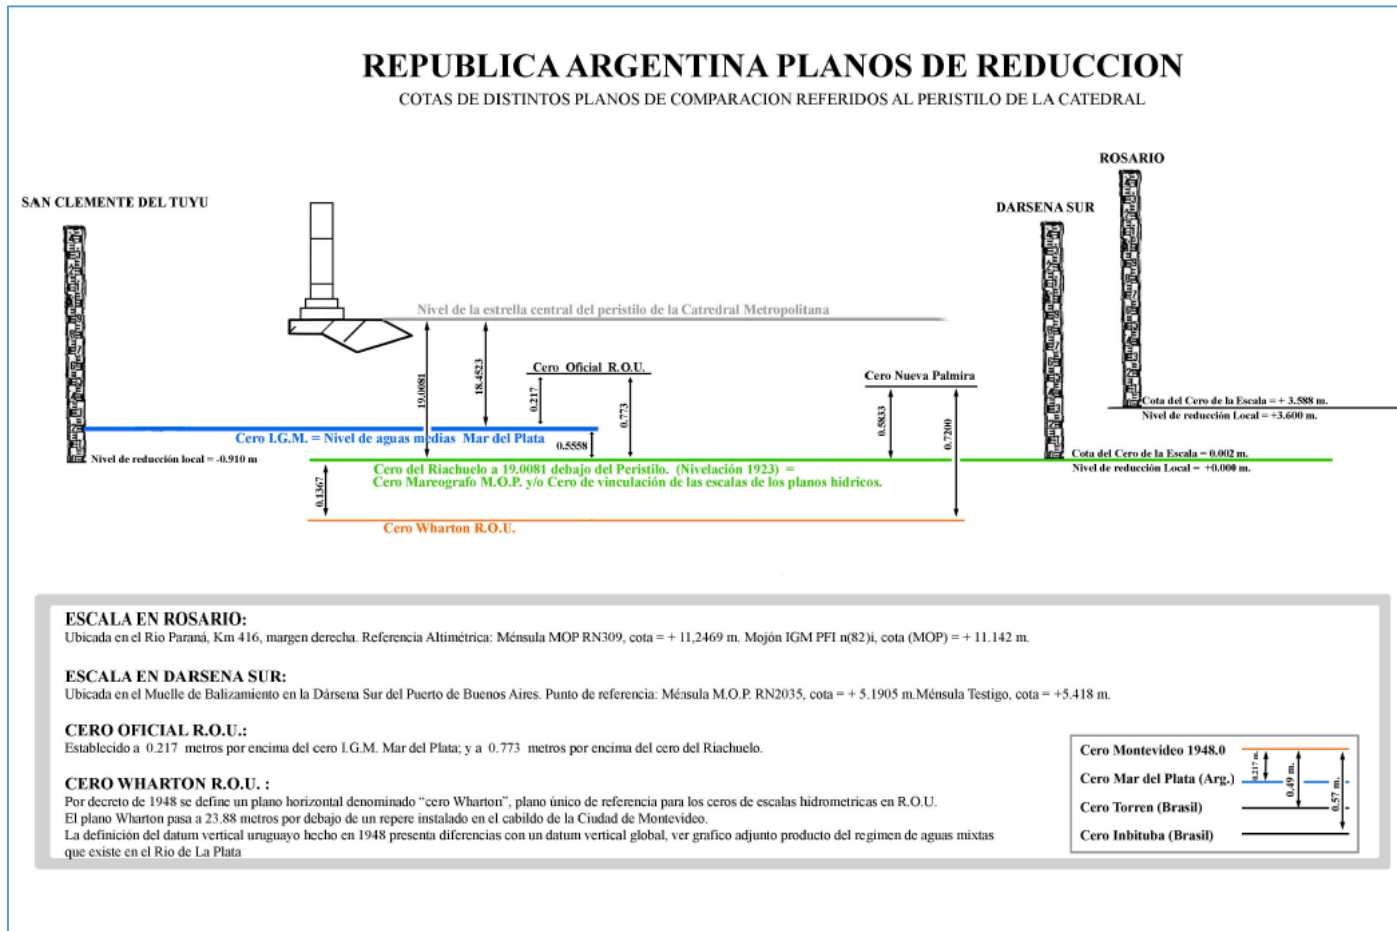 REPUBLICA ARGENTINA PLANOS DE REDUCCION
COTAS DE DISTINTOS PLANOS DE COMPARACION REFERIDOS AL PERISTILO DE LA CATEDRAL
ROSARIO
SAN CLEMENTE DEL TUYU
DARSENA SUR
Nivel de la estrella central del peristilo de la Catredral Metropolitana
19.0081
18.4523
Cero Oficial R.O.U.
0.217
0.773
Cero Nueva Palmira
0.5833
0.7200
Cota del Cero de la Escala = + 3.588 m.
Nivel de reducción Local = +3.600 m.
Cero I.G.M. = Nivel de aguas medias Mar del Plata
0.5558
Nivel de reducción local = -0.910 m
Cota del Cero de la Escala = 0.002 m.
Nivel de reducción Local = +0.000 m.
Cero del Riachuelo a 19.0081 debajo del Peristilo. (Nivelación 1923) =
Cero Mareografo M.O.P. y/o Cero de vinculación de las escalas de los planos hidricos.
0.1367
Cero Wharton R.O.U.
ESCALA EN ROSARIO:
Ubicada en el Rio Paraná, Km 416, margen derecha. Referencia Altimétrica: Ménsula MOP RN309, cota = + 11,2469 m. Mojón IGM PFI n(82)i, cota (MOP) = + 11.142 m.
ESCALA EN DARSENA SUR:
Ubicada en el Muelle de Balizamiento en la Dársena Sur del Puerto de Buenos Aires. Punto de referencia: Ménsula M.O.P. RN2035, cota = + 5.1905 m.Ménsula Testigo, cota = +5.418 m.
CERO OFICIAL R.O.U.:
Establecido a 0.217 metros por encima del cero I.G.M. Mar del Plata; y a 0.773 metros por encima del cero del Riachuelo.
CERO WHARTON R.O.U. :
Por decreto de 1948 se define un plano horizontal denominado “cero Wharton”, plano único de referencia para los ceros de escalas hidrometricas en R.O.U.
El plano Wharton pasa a 23.88 metros por debajo de un repere instalado en el cabildo de la Ciudad de Montevideo.
La definición del datum vertical uruguayo hecho en 1948 presenta diferencias con un datum vertical global, ver grafico adjunto producto del regimen de aguas mixtas
que existe en el Rio de La Plata
Cero Montevideo 1948.0
Cero Mar del Plata (Arg.)
Cero Torren (Brasil)
Cero Inbituba (Brasil)
0.217 m.
0.49 m.
0.57 m.